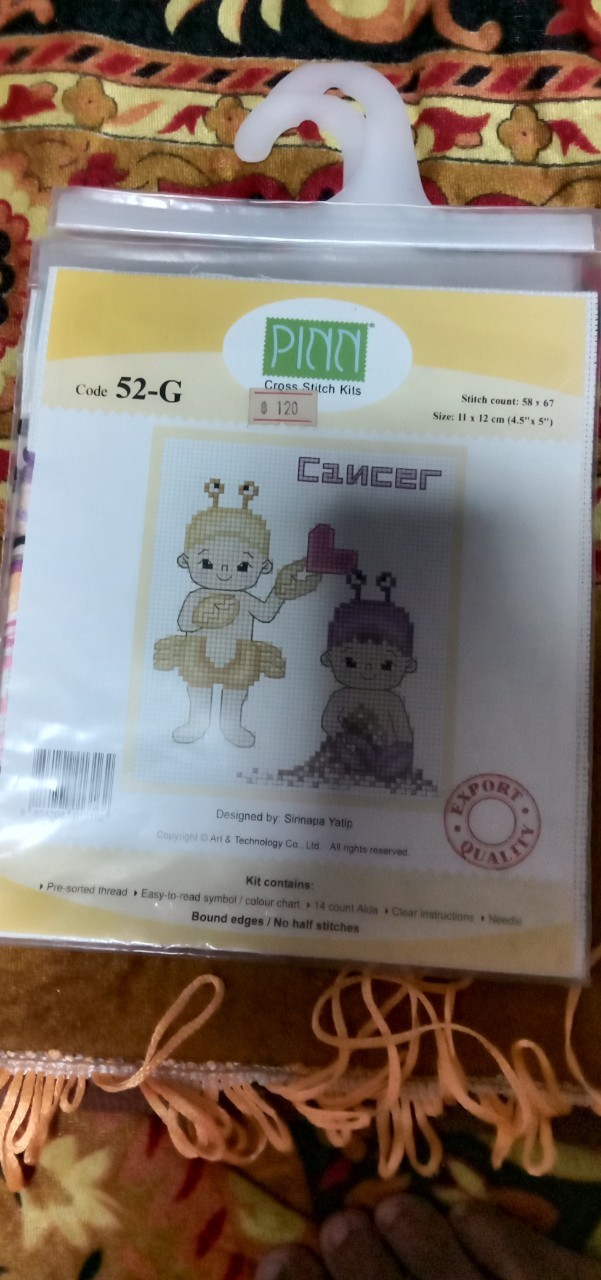 PINN®
Cross Stitch Kits
Code 52-G
฿ 120
Stitch count: 58 x 67
Size: 11 x 12 cm (4.5"x 5")
Cancer
EXPORT QUALITY
Designed by Sirinapa Yatip
Copyright © Art & Technology Co., Ltd. All rights reserved.
Kit contains:
Pre-sorted thread Easy-to-read symbol / colour chart 14 count Aida Clear instructions Needle
Bound edges / No half stitches